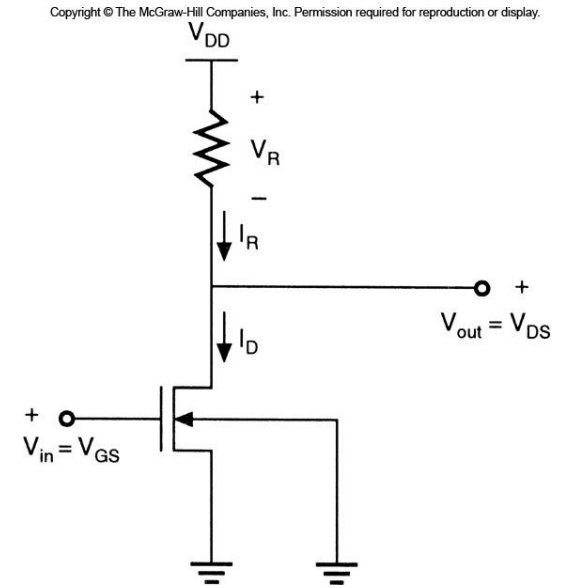 Copyright © The McGraw-Hill Companies, Inc. Permission required for reproduction or display.
VDD
+
VR
−
IR
+
Vout = VDS
ID
+
Vin = VGS